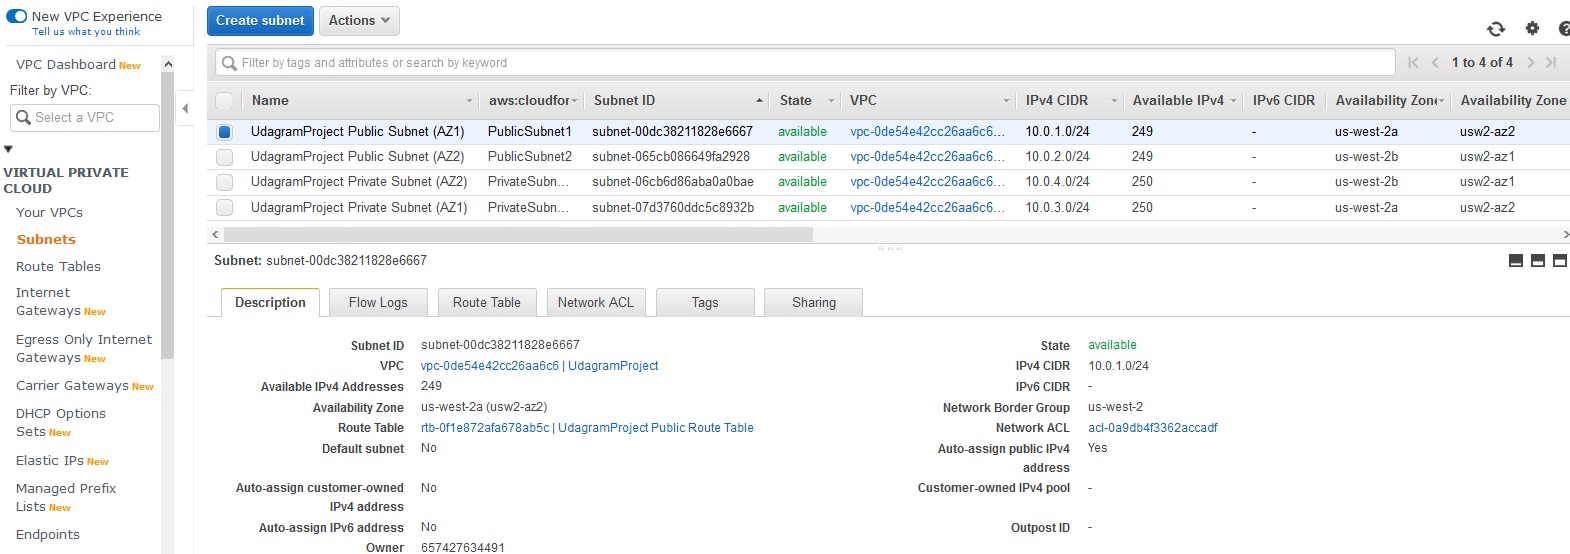 New VPC Experience
Tell us what you think
VPC Dashboard New
Filter by VPC:
Select a VPC
VIRTUAL PRIVATE
CLOUD
Your VPCs
Subnets
Route Tables
Internet
Gateways New
Egress Only Internet
Gateways New
Carrier Gateways New
DHCP Options
Sets New
Elastic IPs New
Managed Prefix
Lists New
Endpoints
Create subnet Actions
Filter by tags and attributes or search by keyword 1 to 4 of 4
Name aws:cloudfor Subnet ID State VPC IPv4 CIDR Available IPv4 IPv6 CIDR Availability Zone Availability Zone
UdagramProject Public Subnet (AZ1) PublicSubnet1 subnet-00dc38211828e6667 available vpc-0de54e42cc26aa6c6... 10.0.1.0/24 249 - us-west-2a usw2-az2
UdagramProject Public Subnet (AZ2) PublicSubnet2 subnet-065cb086649fa2928 available vpc-0de54e42cc26aa6c6... 10.0.2.0/24 249 - us-west-2b usw2-az1
UdagramProject Private Subnet (AZ2) PrivateSubn... subnet-06cb6d86aba0a0bae available vpc-0de54e42cc26aa6c6... 10.0.4.0/24 250 - us-west-2b usw2-az1
UdagramProject Private Subnet (AZ1) PrivateSubn... subnet-07d3760ddc5c8932b available vpc-0de54e42cc26aa6c6... 10.0.3.0/24 250 - us-west-2a usw2-az2
Subnet: subnet-00dc38211828e6667
Description Flow Logs Route Table Network ACL Tags Sharing
Subnet ID subnet-00dc38211828e6667 State available
VPC vpc-0de54e42cc26aa6c6 | UdagramProject IPv4 CIDR 10.0.1.0/24
Available IPv4 Addresses 249 IPv6 CIDR -
Availability Zone us-west-2a (usw2-az2) Network Border Group us-west-2
Route Table rtb-0f1e872afa678ab5c | UdagramProject Public Route Table Network ACL acl-0a9db4f3362accadf
Default subnet No Auto-assign public IPv4 Yes
address
Auto-assign customer-owned No Customer-owned IPv4 pool -
IPv4 address
Auto-assign IPv6 address No Outpost ID -
Owner 657427634491